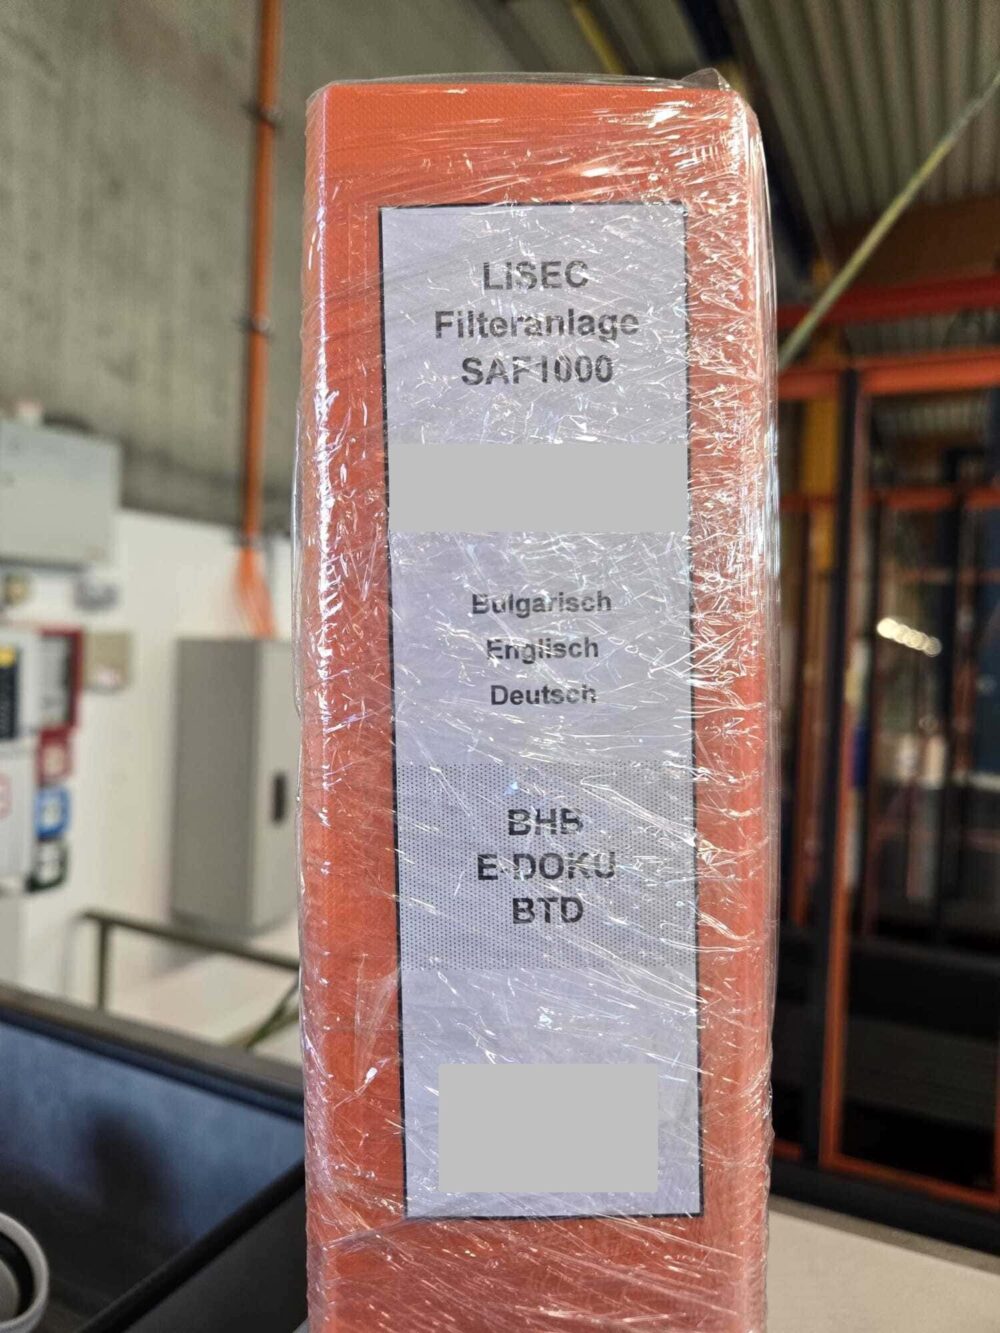 LISEC
Filteranlage
SAF1000
Bulgarisch
Englisch
Deutsch
BHB
E-DOKU
BTD